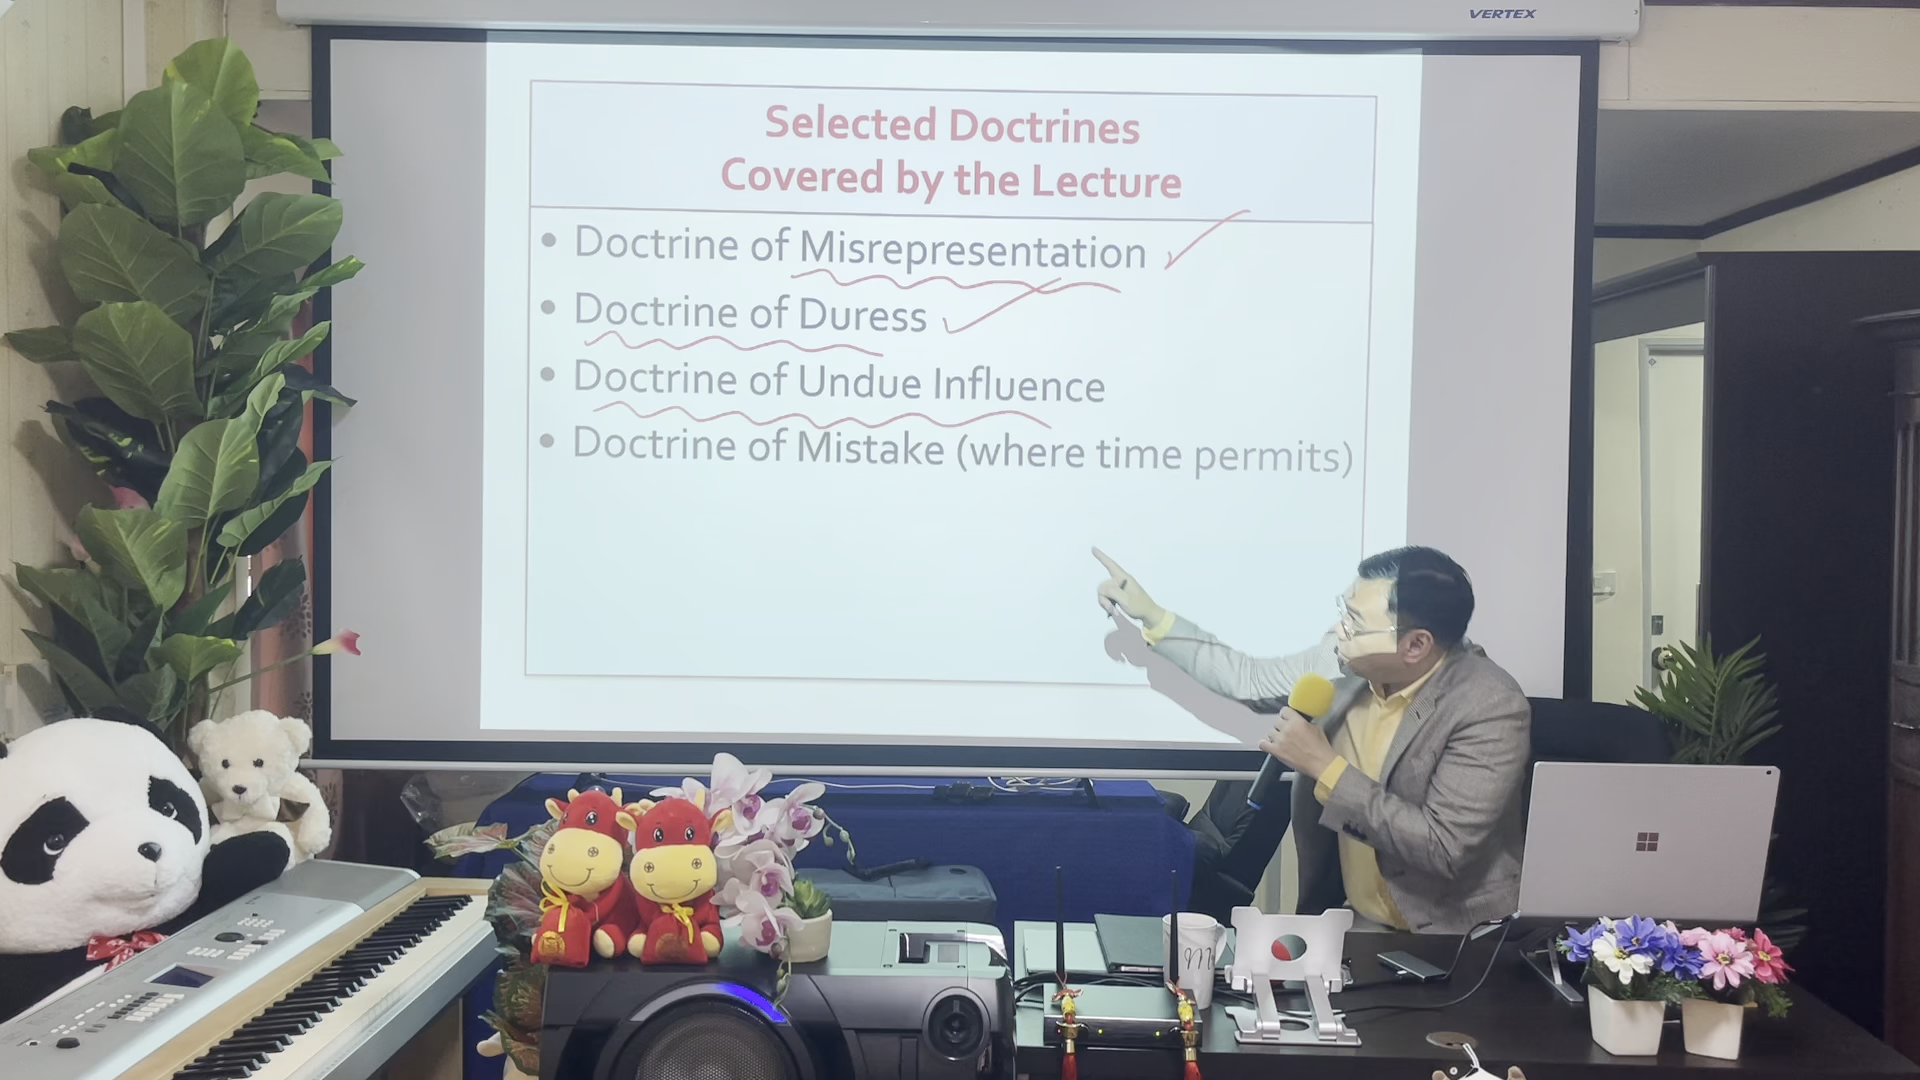 VERTEX
Selected Doctrines
Covered by the Lecture
• Doctrine of Misrepresentation ✓
• Doctrine of Duress ✓
• Doctrine of Undue Influence
• Doctrine of Mistake (where time permits)